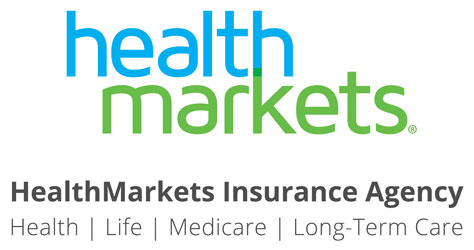 health
markets®
HealthMarkets Insurance Agency
Health | Life | Medicare | Long-Term Care